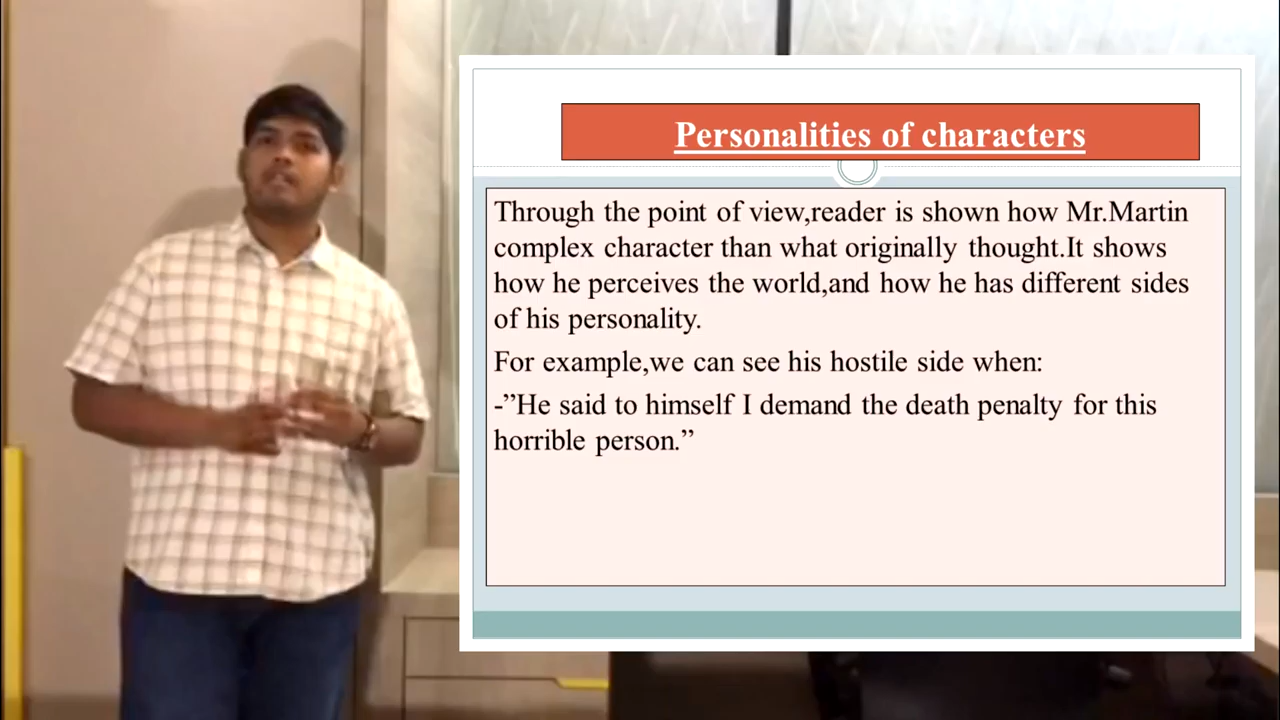 Personalities of characters
Through the point of view,reader is shown how Mr.Martin
complex character than what originally thought.It shows
how he perceives the world,and how he has different sides
of his personality.
For example,we can see his hostile side when:
-”He said to himself I demand the death penalty for this
horrible person.”